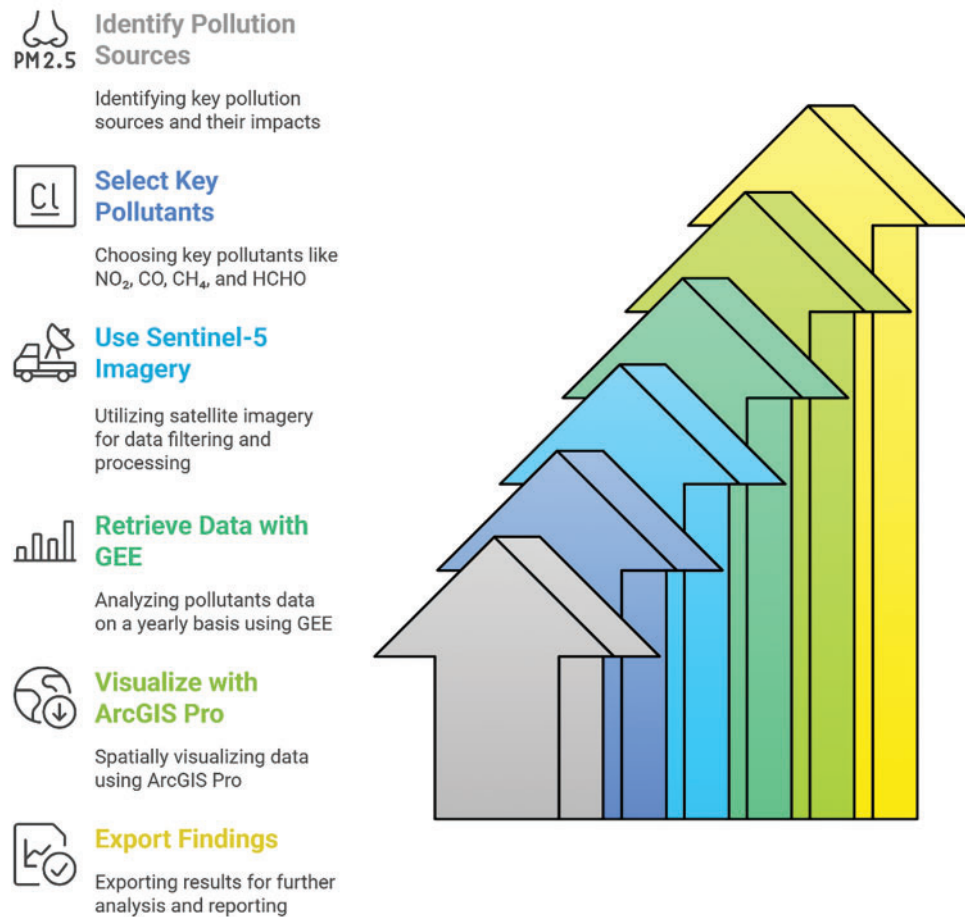 PM2.5
Identify Pollution
Sources
Identifying key pollution
sources and their impacts
Cl
Select Key
Pollutants
Choosing key pollutants like
NO₂, CO, CH₄, and HCHO
Use Sentinel-5
Imagery
Utilizing satellite imagery
for data filtering and
processing
Retrieve Data with
GEE
Analyzing pollutants data
on a yearly basis using GEE
Visualize with
ArcGIS Pro
Spatially visualizing data
using ArcGIS Pro
Export Findings
Exporting results for further
analysis and reporting